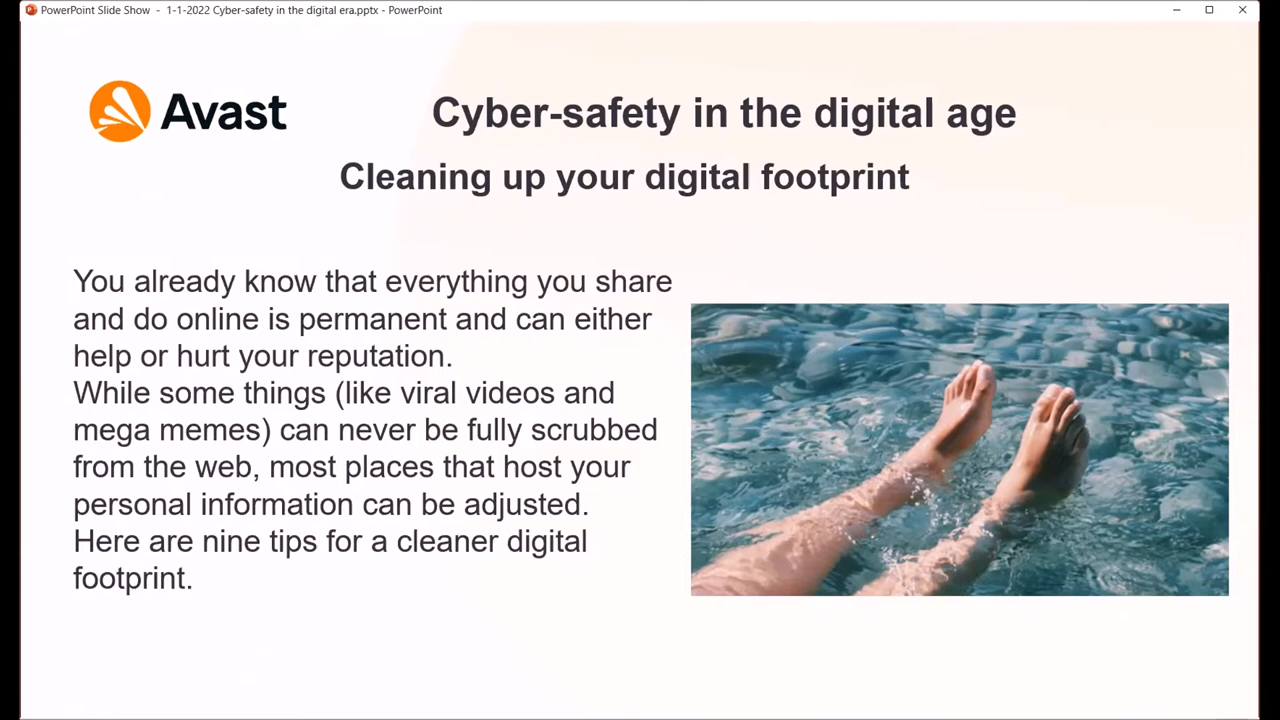 PowerPoint Slide Show - 1-1-2022 Cyber-safety in the digital era.pptx - PowerPoint
Avast
Cyber-safety in the digital age
Cleaning up your digital footprint
You already know that everything you share
and do online is permanent and can either
help or hurt your reputation.
While some things (like viral videos and
mega memes) can never be fully scrubbed
from the web, most places that host your
personal information can be adjusted.
Here are nine tips for a cleaner digital
footprint.